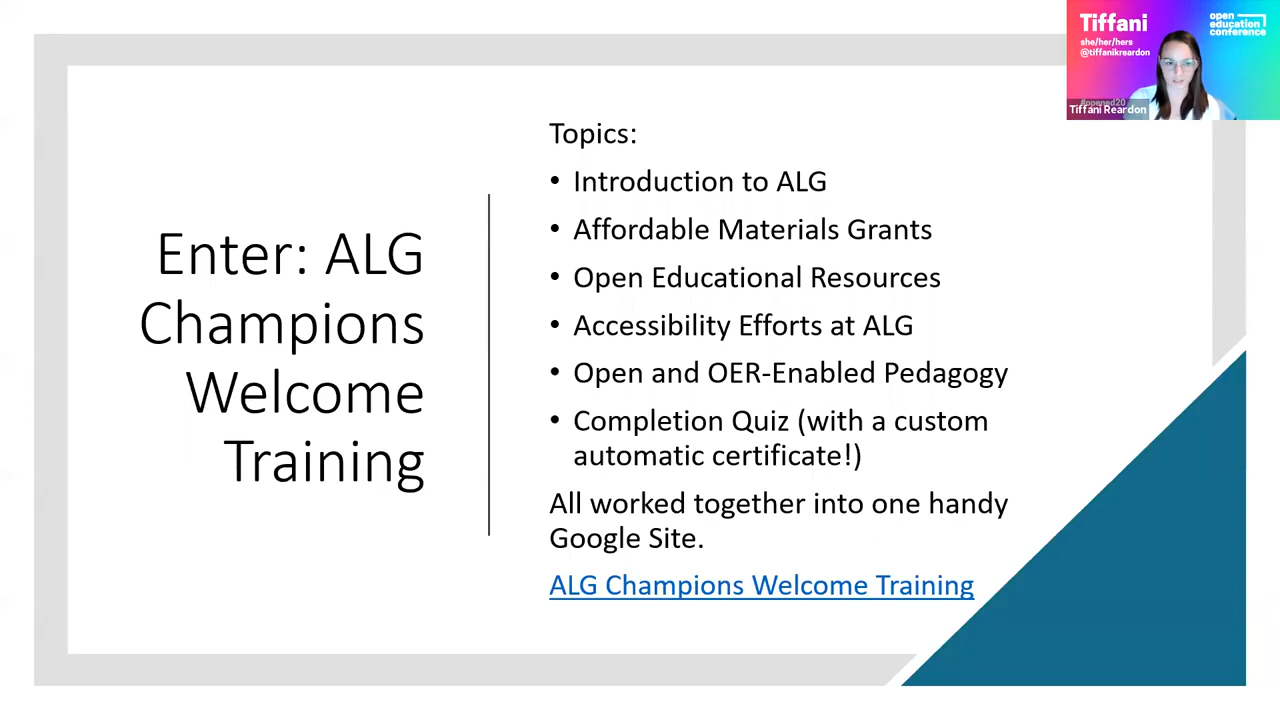 Enter: ALG
Champions
Welcome
Training
Topics:
• Introduction to ALG
• Affordable Materials Grants
• Open Educational Resources
• Accessibility Efforts at ALG
• Open and OER-Enabled Pedagogy
• Completion Quiz (with a custom
automatic certificate!)
All worked together into one handy
Google Site.
ALG Champions Welcome Training
Tiffani
she/her/hers
@tiffanikreardon
open
education
conference
#opened20
Tiffani Reardon